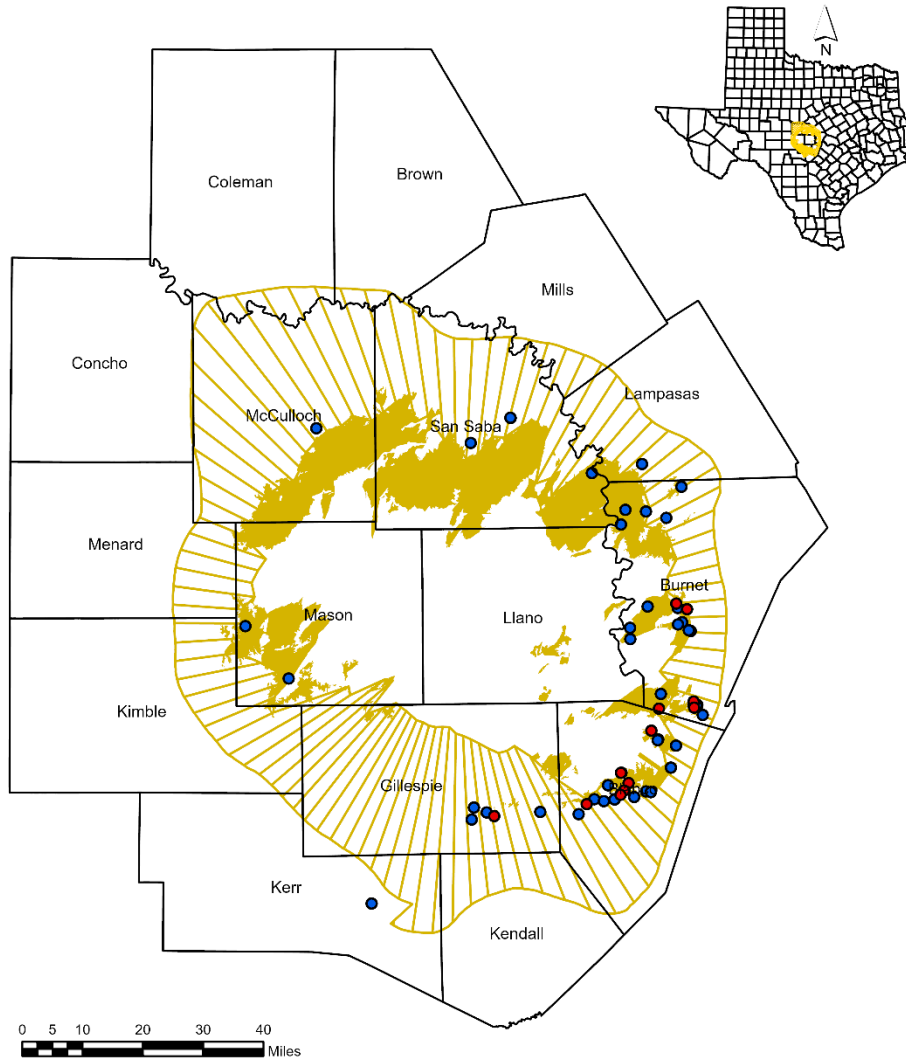 N
Coleman
Brown
Mills
Concho
McCulloch
San Saba
Lampasas
Menard
Mason
Llano
Burnet
Kimble
Gillespie
Kerr
Kendall
0 5 10 20 30 40
Miles